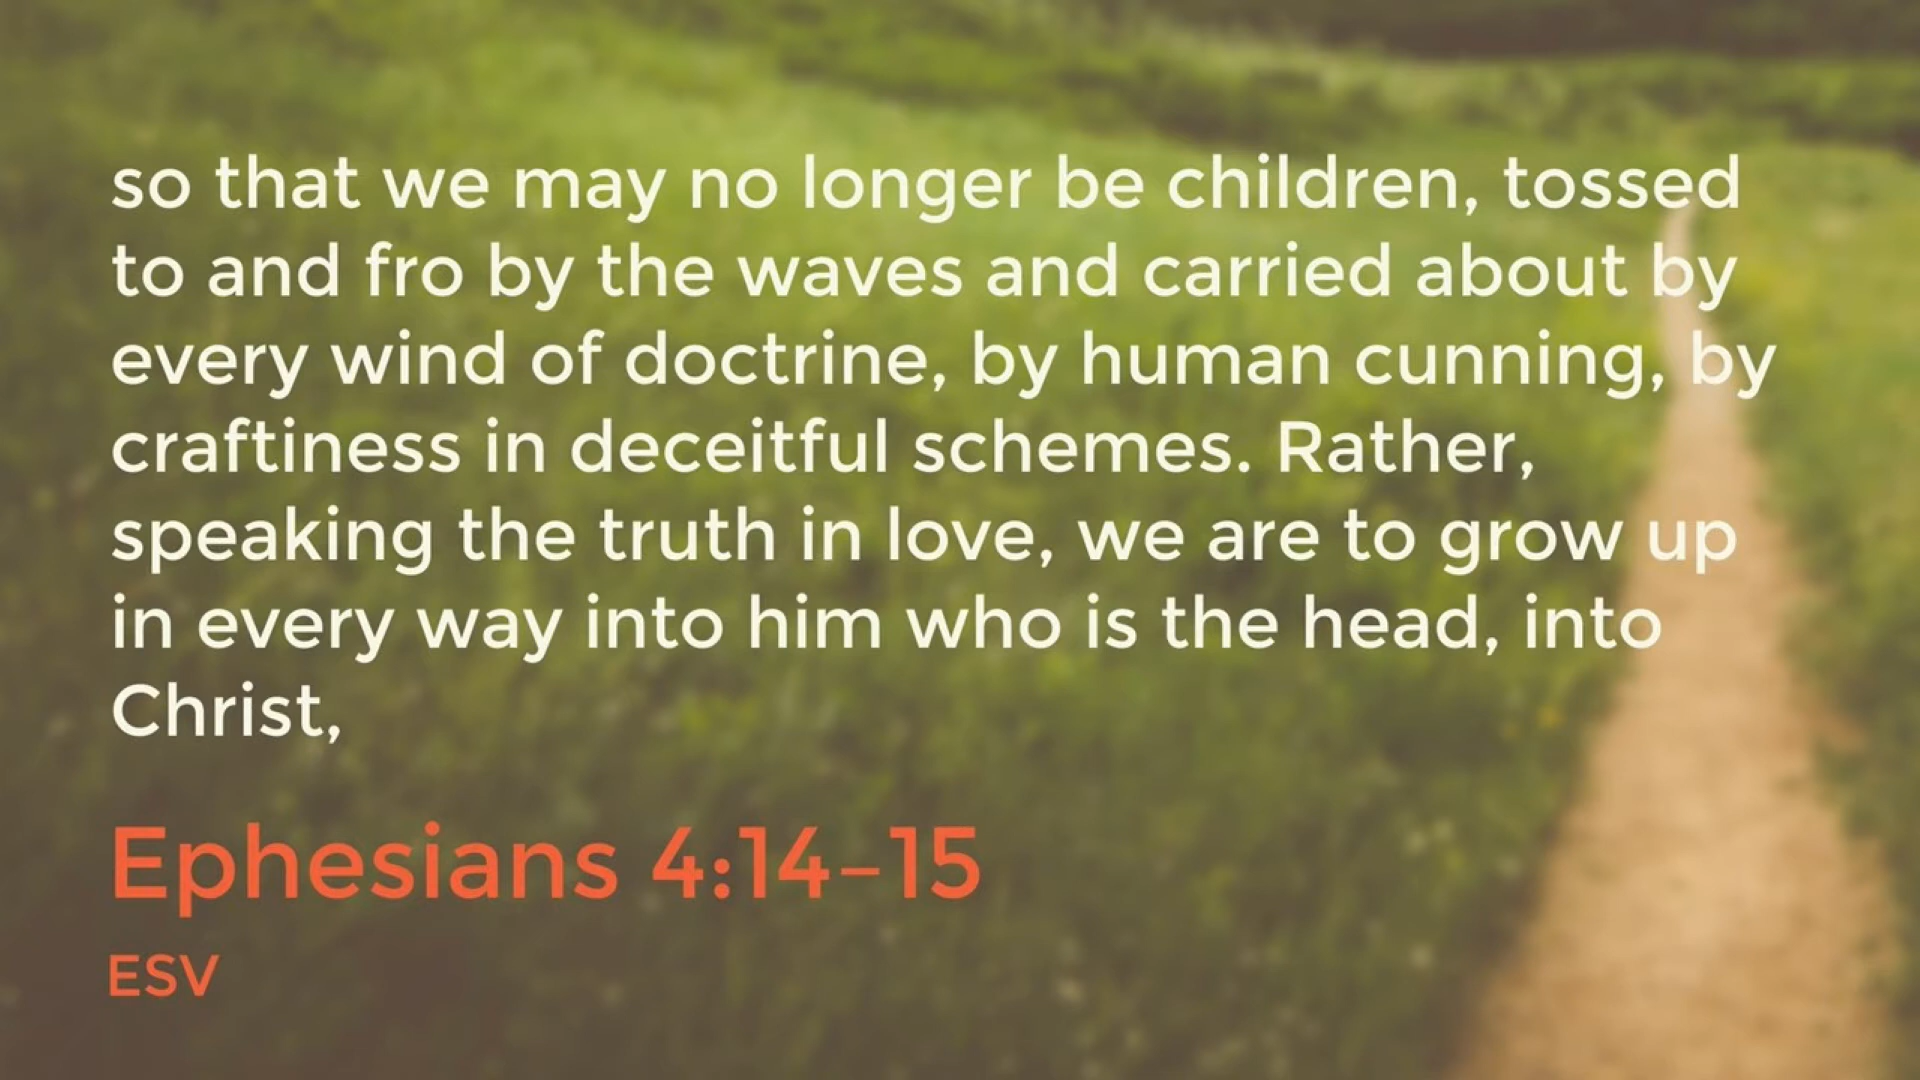 so that we may no longer be children, tossed
to and fro by the waves and carried about by
every wind of doctrine, by human cunning, by
craftiness in deceitful schemes. Rather,
speaking the truth in love, we are to grow up
in every way into him who is the head, into
Christ,
Ephesians 4:14–15
ESV